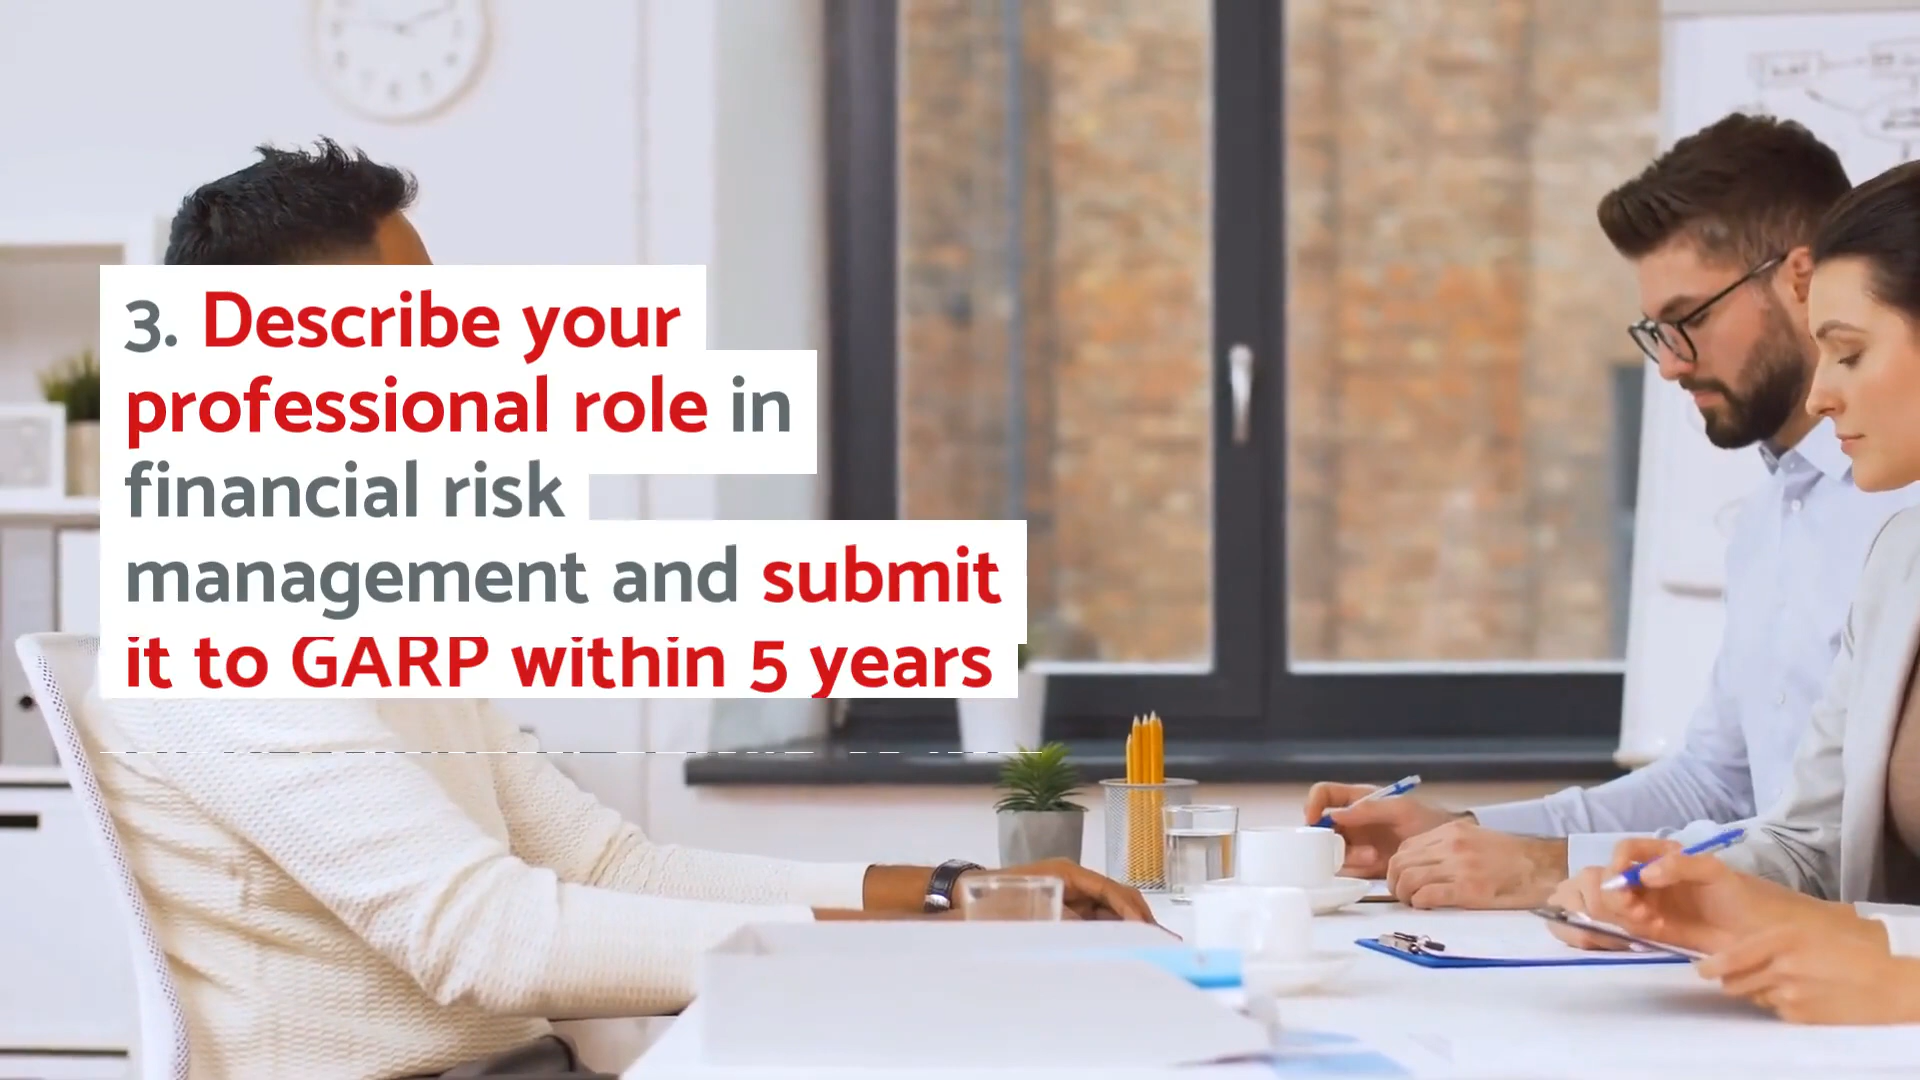 3. Describe your
professional role in
financial risk
management and submit
it to GARP within 5 years